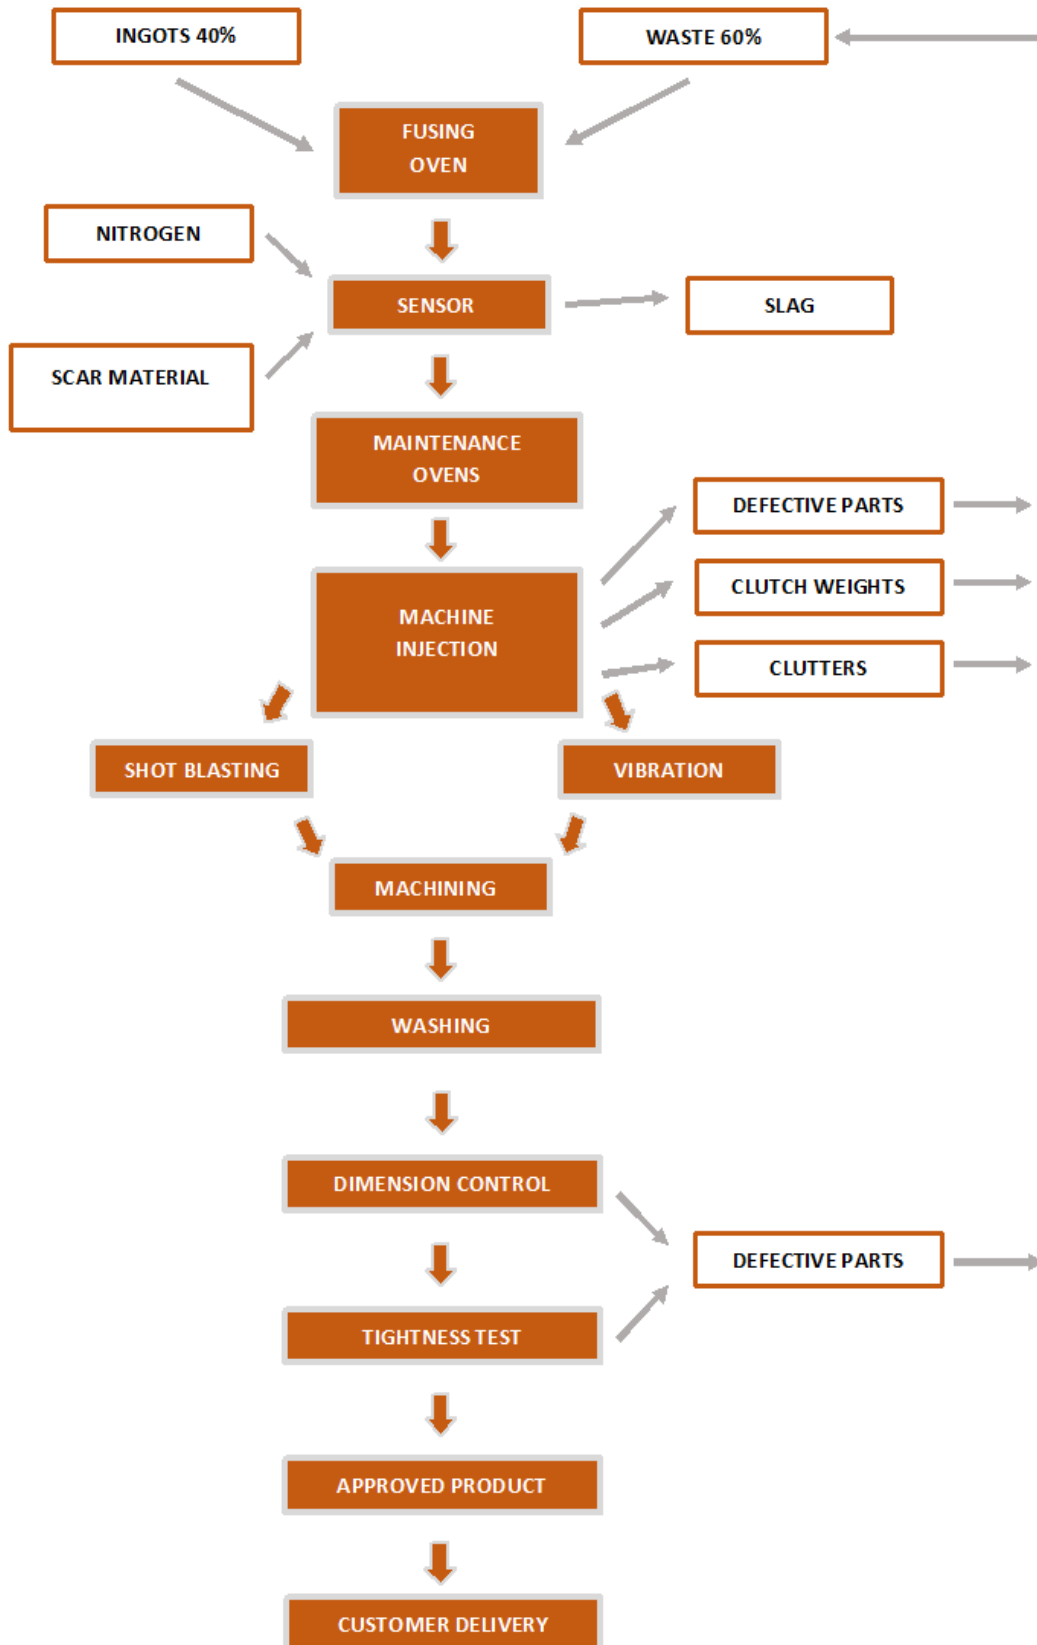 INGOTS 40%
WASTE 60%
FUSING
OVEN
NITROGEN
SENSOR
SLAG
SCAR MATERIAL
MAINTENANCE
OVENS
DEFECTIVE PARTS
CLUTCH WEIGHTS
MACHINE
INJECTION
CLUTTERS
SHOT BLASTING
VIBRATION
MACHINING
WASHING
DIMENSION CONTROL
DEFECTIVE PARTS
TIGHTNESS TEST
APPROVED PRODUCT
CUSTOMER DELIVERY